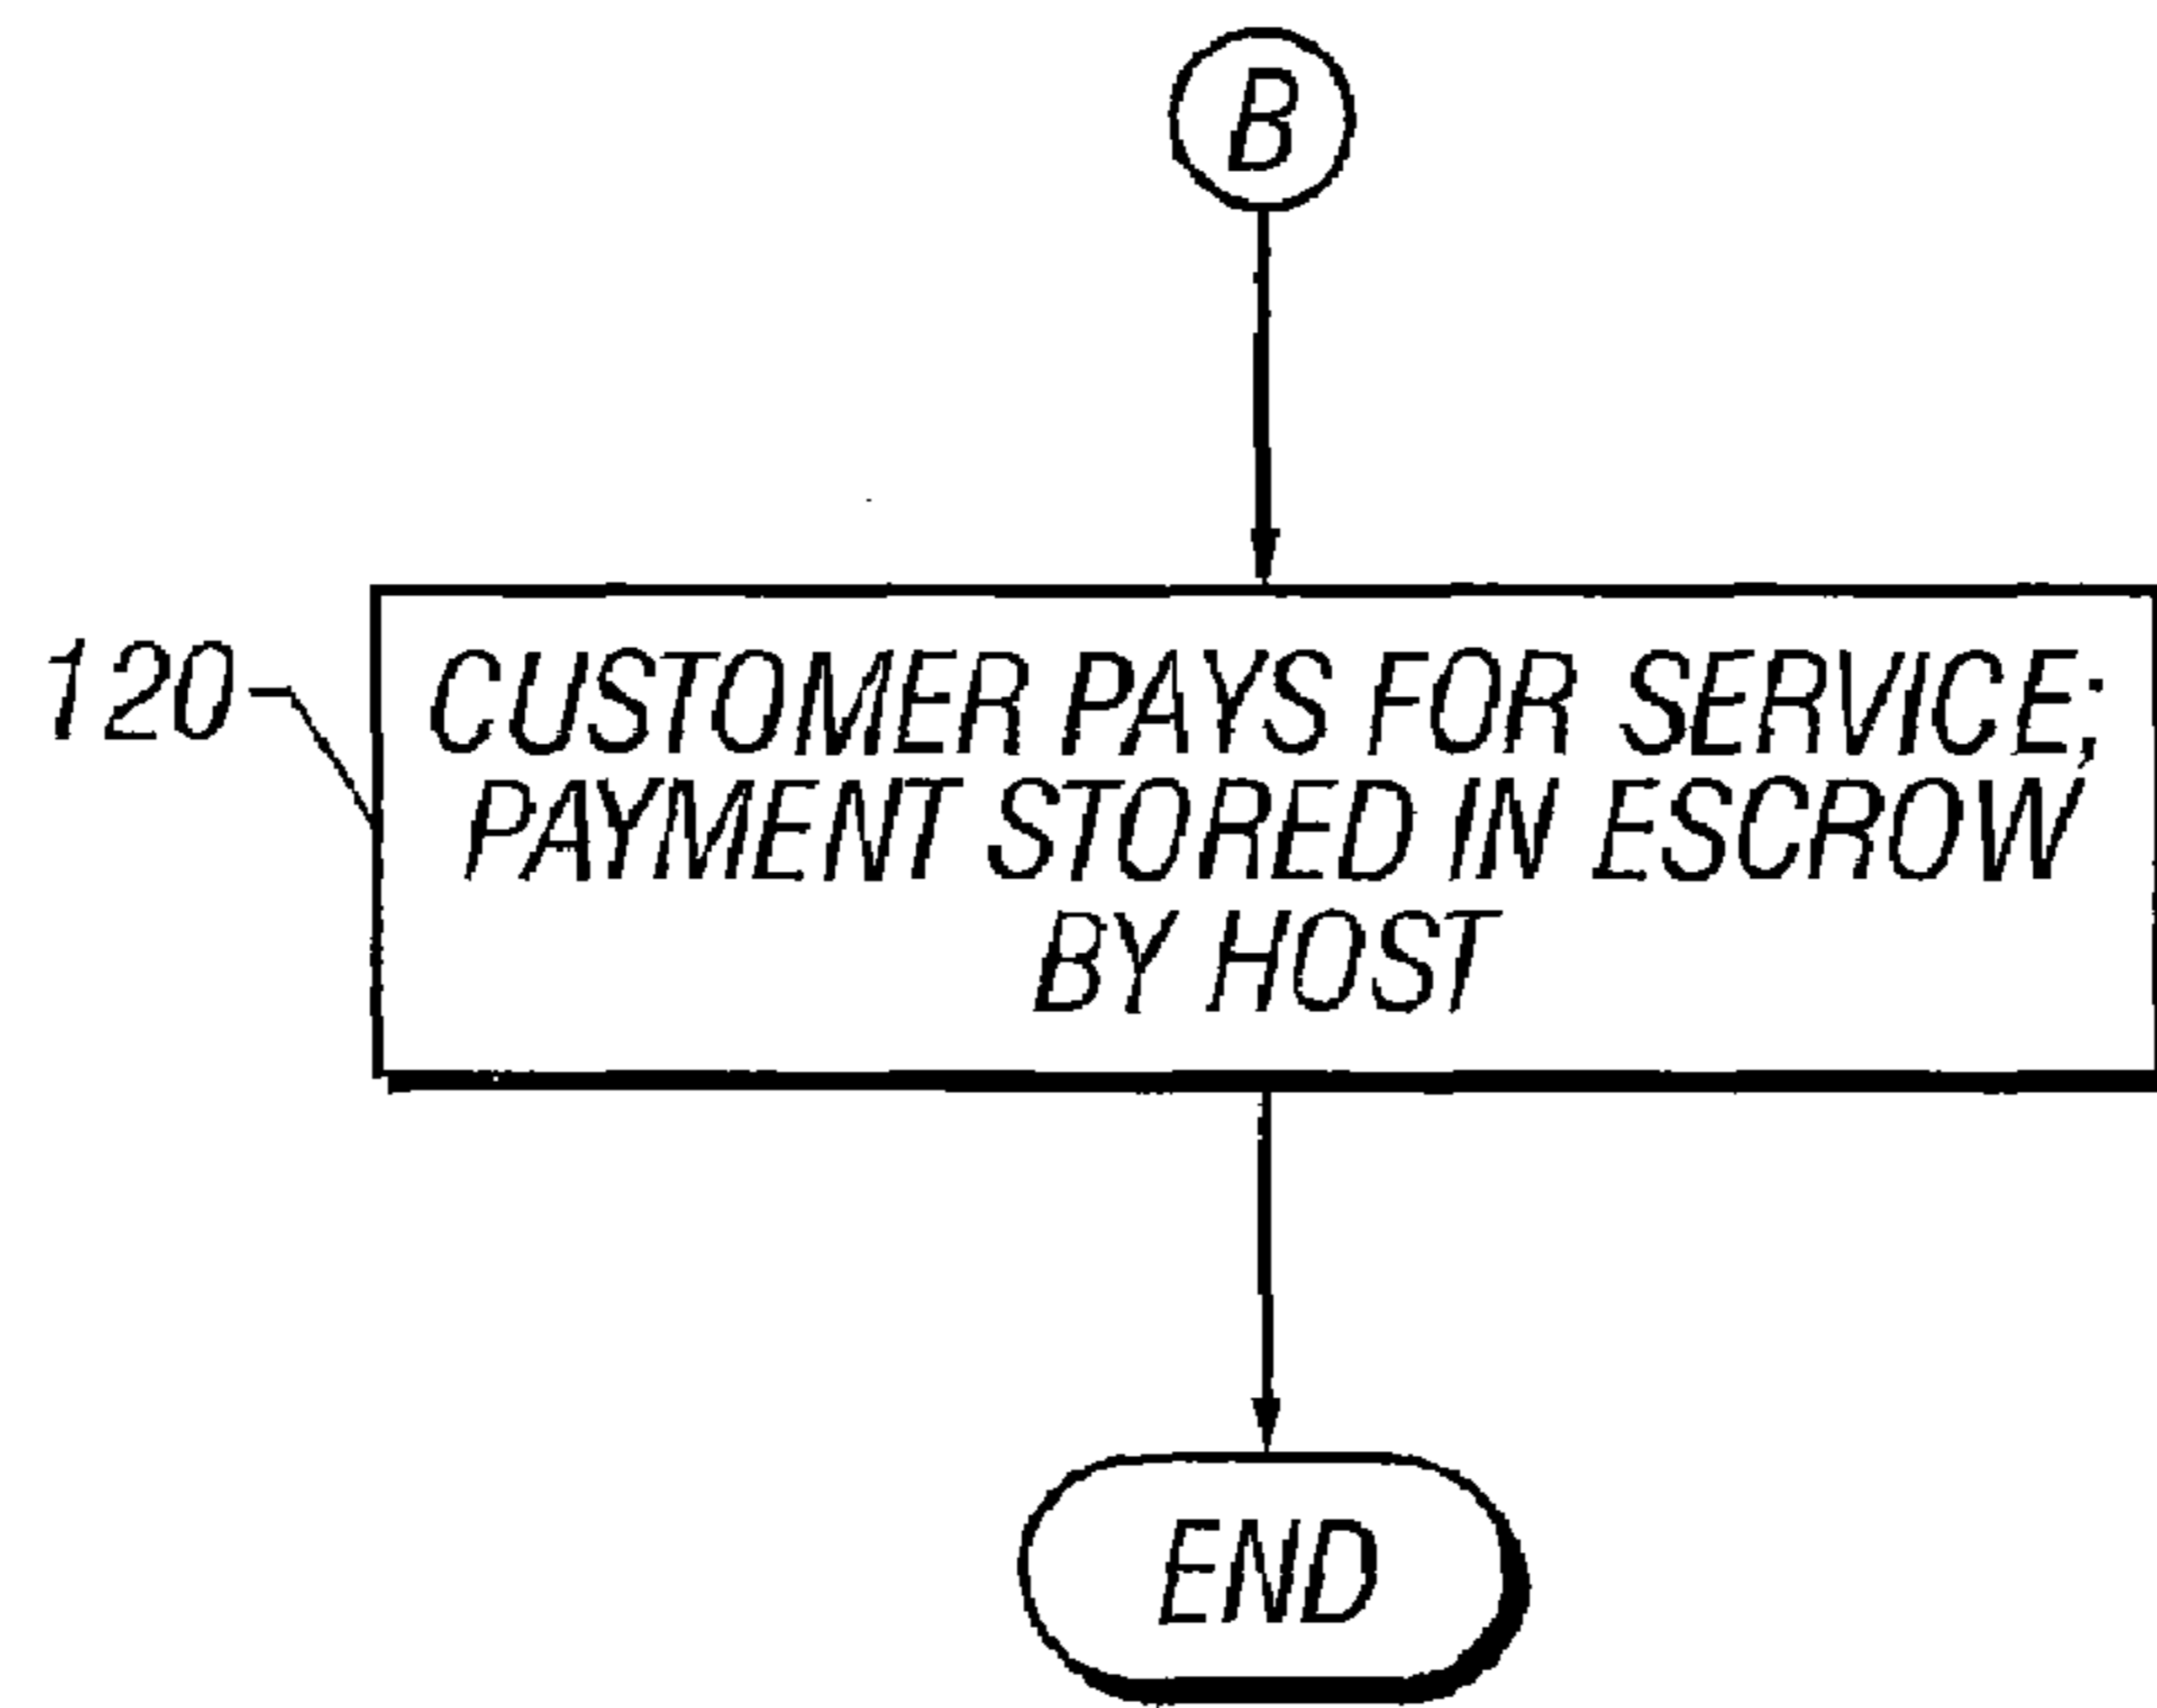 B
120
CUSTOMER PAYS FOR SERVICE;
PAYMENT STORED IN ESCROW
BY HOST
END